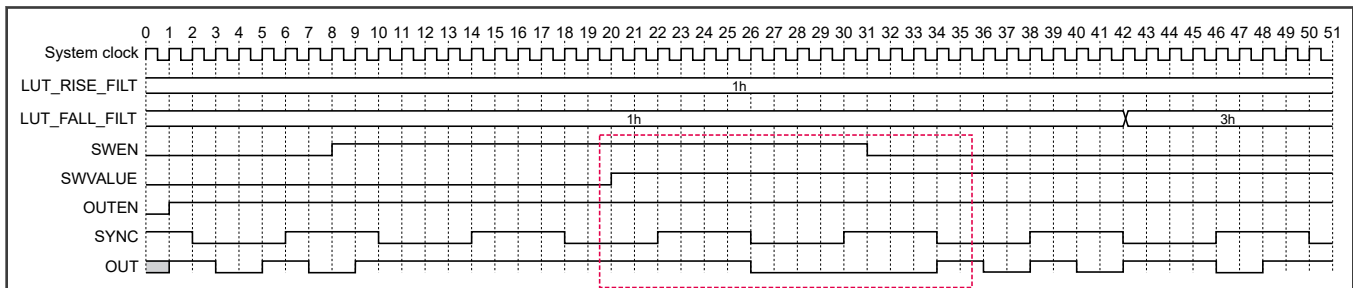 0 1 2 3 4 5 6 7 8 9 10 11 12 13 14 15 16 17 18 19 20 21 22 23 24 25 26 27 28 29 30 31 32 33 34 35 36 37 38 39 40 41 42 43 44 45 46 47 48 49 50 51
System clock
LUT_RISE_FILT
1h
LUT_FALL_FILT
1h 3h
SWEN
SWVALUE
OUTEN
SYNC
OUT